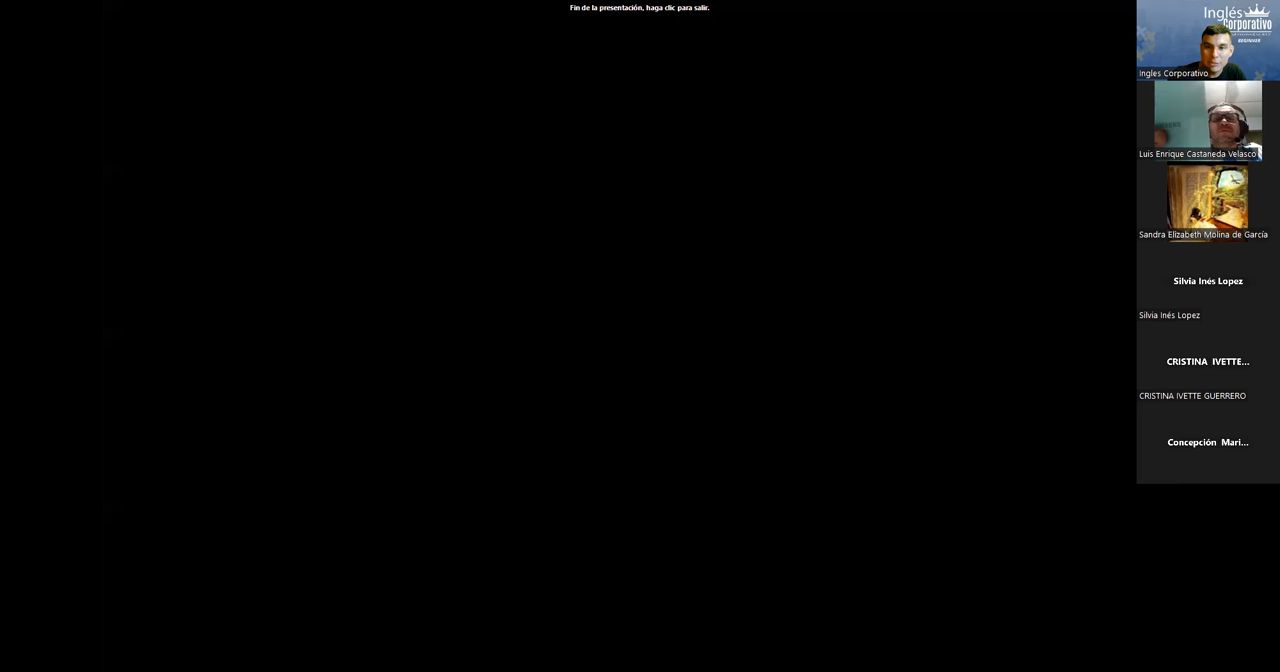 Fin de la presentación, haga clic para salir.
Inglés
Corporativo
BEGINNER
Ingles Corporativo
Luis Enrique Castaneda Velasco
Sandra Elizabeth Molina de García
Silvia Inés Lopez
Silvia Inés Lopez
CRISTINA IVETTE...
CRISTINA IVETTE GUERRERO
Concepción Mari...